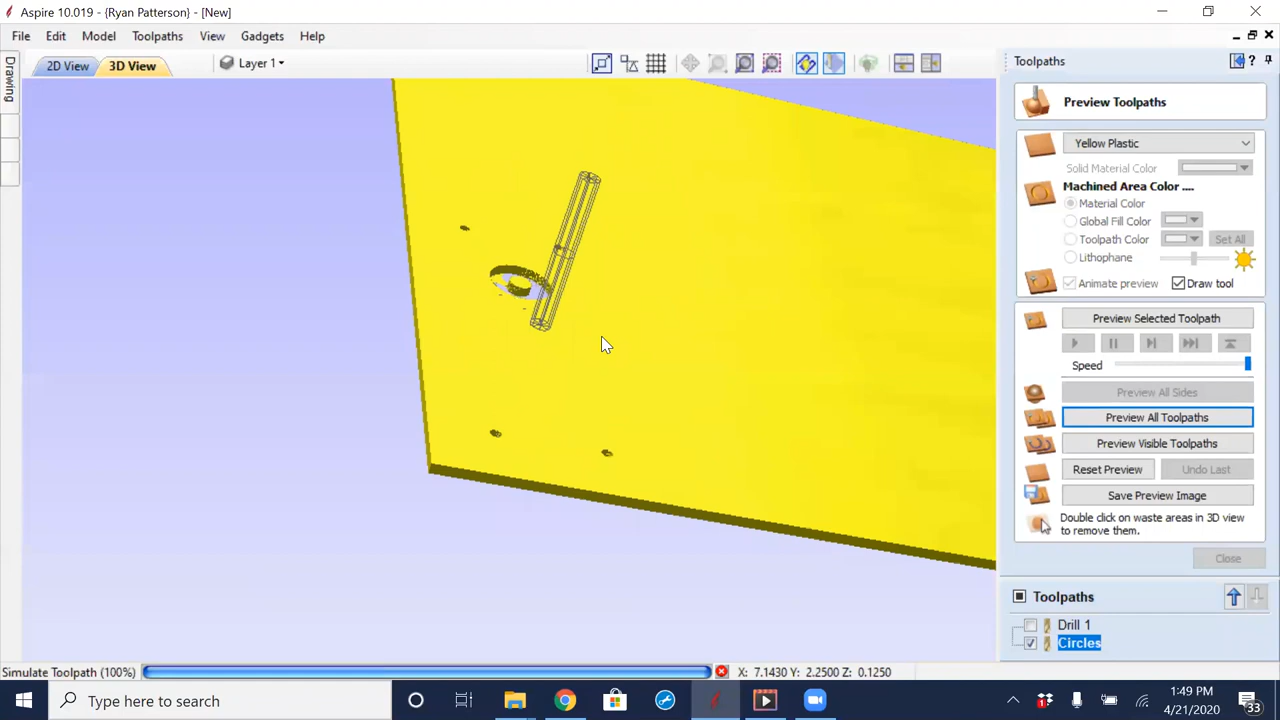 Aspire 10.019 - {Ryan Patterson} - [New]
File Edit Model Toolpaths View Gadgets Help
2D View 3D View Layer 1
Drawing
Toolpaths
?
Preview Toolpaths
Yellow Plastic
Solid Material Color
Machined Area Color ....
Material Color
Global Fill Color
Toolpath Color Set All
Lithophane
Animate preview Draw tool
Preview Selected Toolpath
Speed
Preview All Sides
Preview All Toolpaths
Preview Visible Toolpaths
Reset Preview Undo Last
Save Preview Image
Double click on waste areas in 3D view
to remove them.
Close
Toolpaths
Drill 1
Circles
Simulate Toolpath (100%) X: 7.1430 Y: 2.2500 Z: 0.1250
Type here to search
1:49 PM
4/21/2020
33